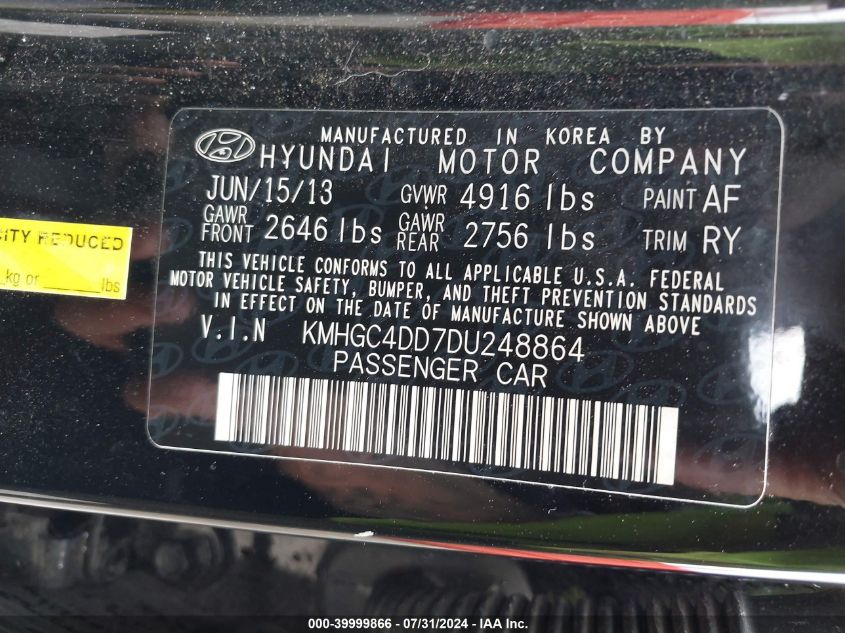 MANUFACTURED IN KOREA BY
HYUNDAI MOTOR COMPANY
JUN/15/13 GVWR 4916 lbs PAINT AF
GAWR FRONT 2646 lbs GAWR REAR 2756 lbs TRIM RY
THIS VEHICLE CONFORMS TO ALL APPLICABLE U.S.A. FEDERAL
MOTOR VEHICLE SAFETY, BUMPER, AND THEFT PREVENTION STANDARDS
IN EFFECT ON THE DATE OF MANUFACTURE SHOWN ABOVE
V.I.N KMHGC4DD7DU248864
PASSENGER CAR
CITY REDUCED
kg or lbs
000-39999866 - 07/31/2024 - IAA Inc.